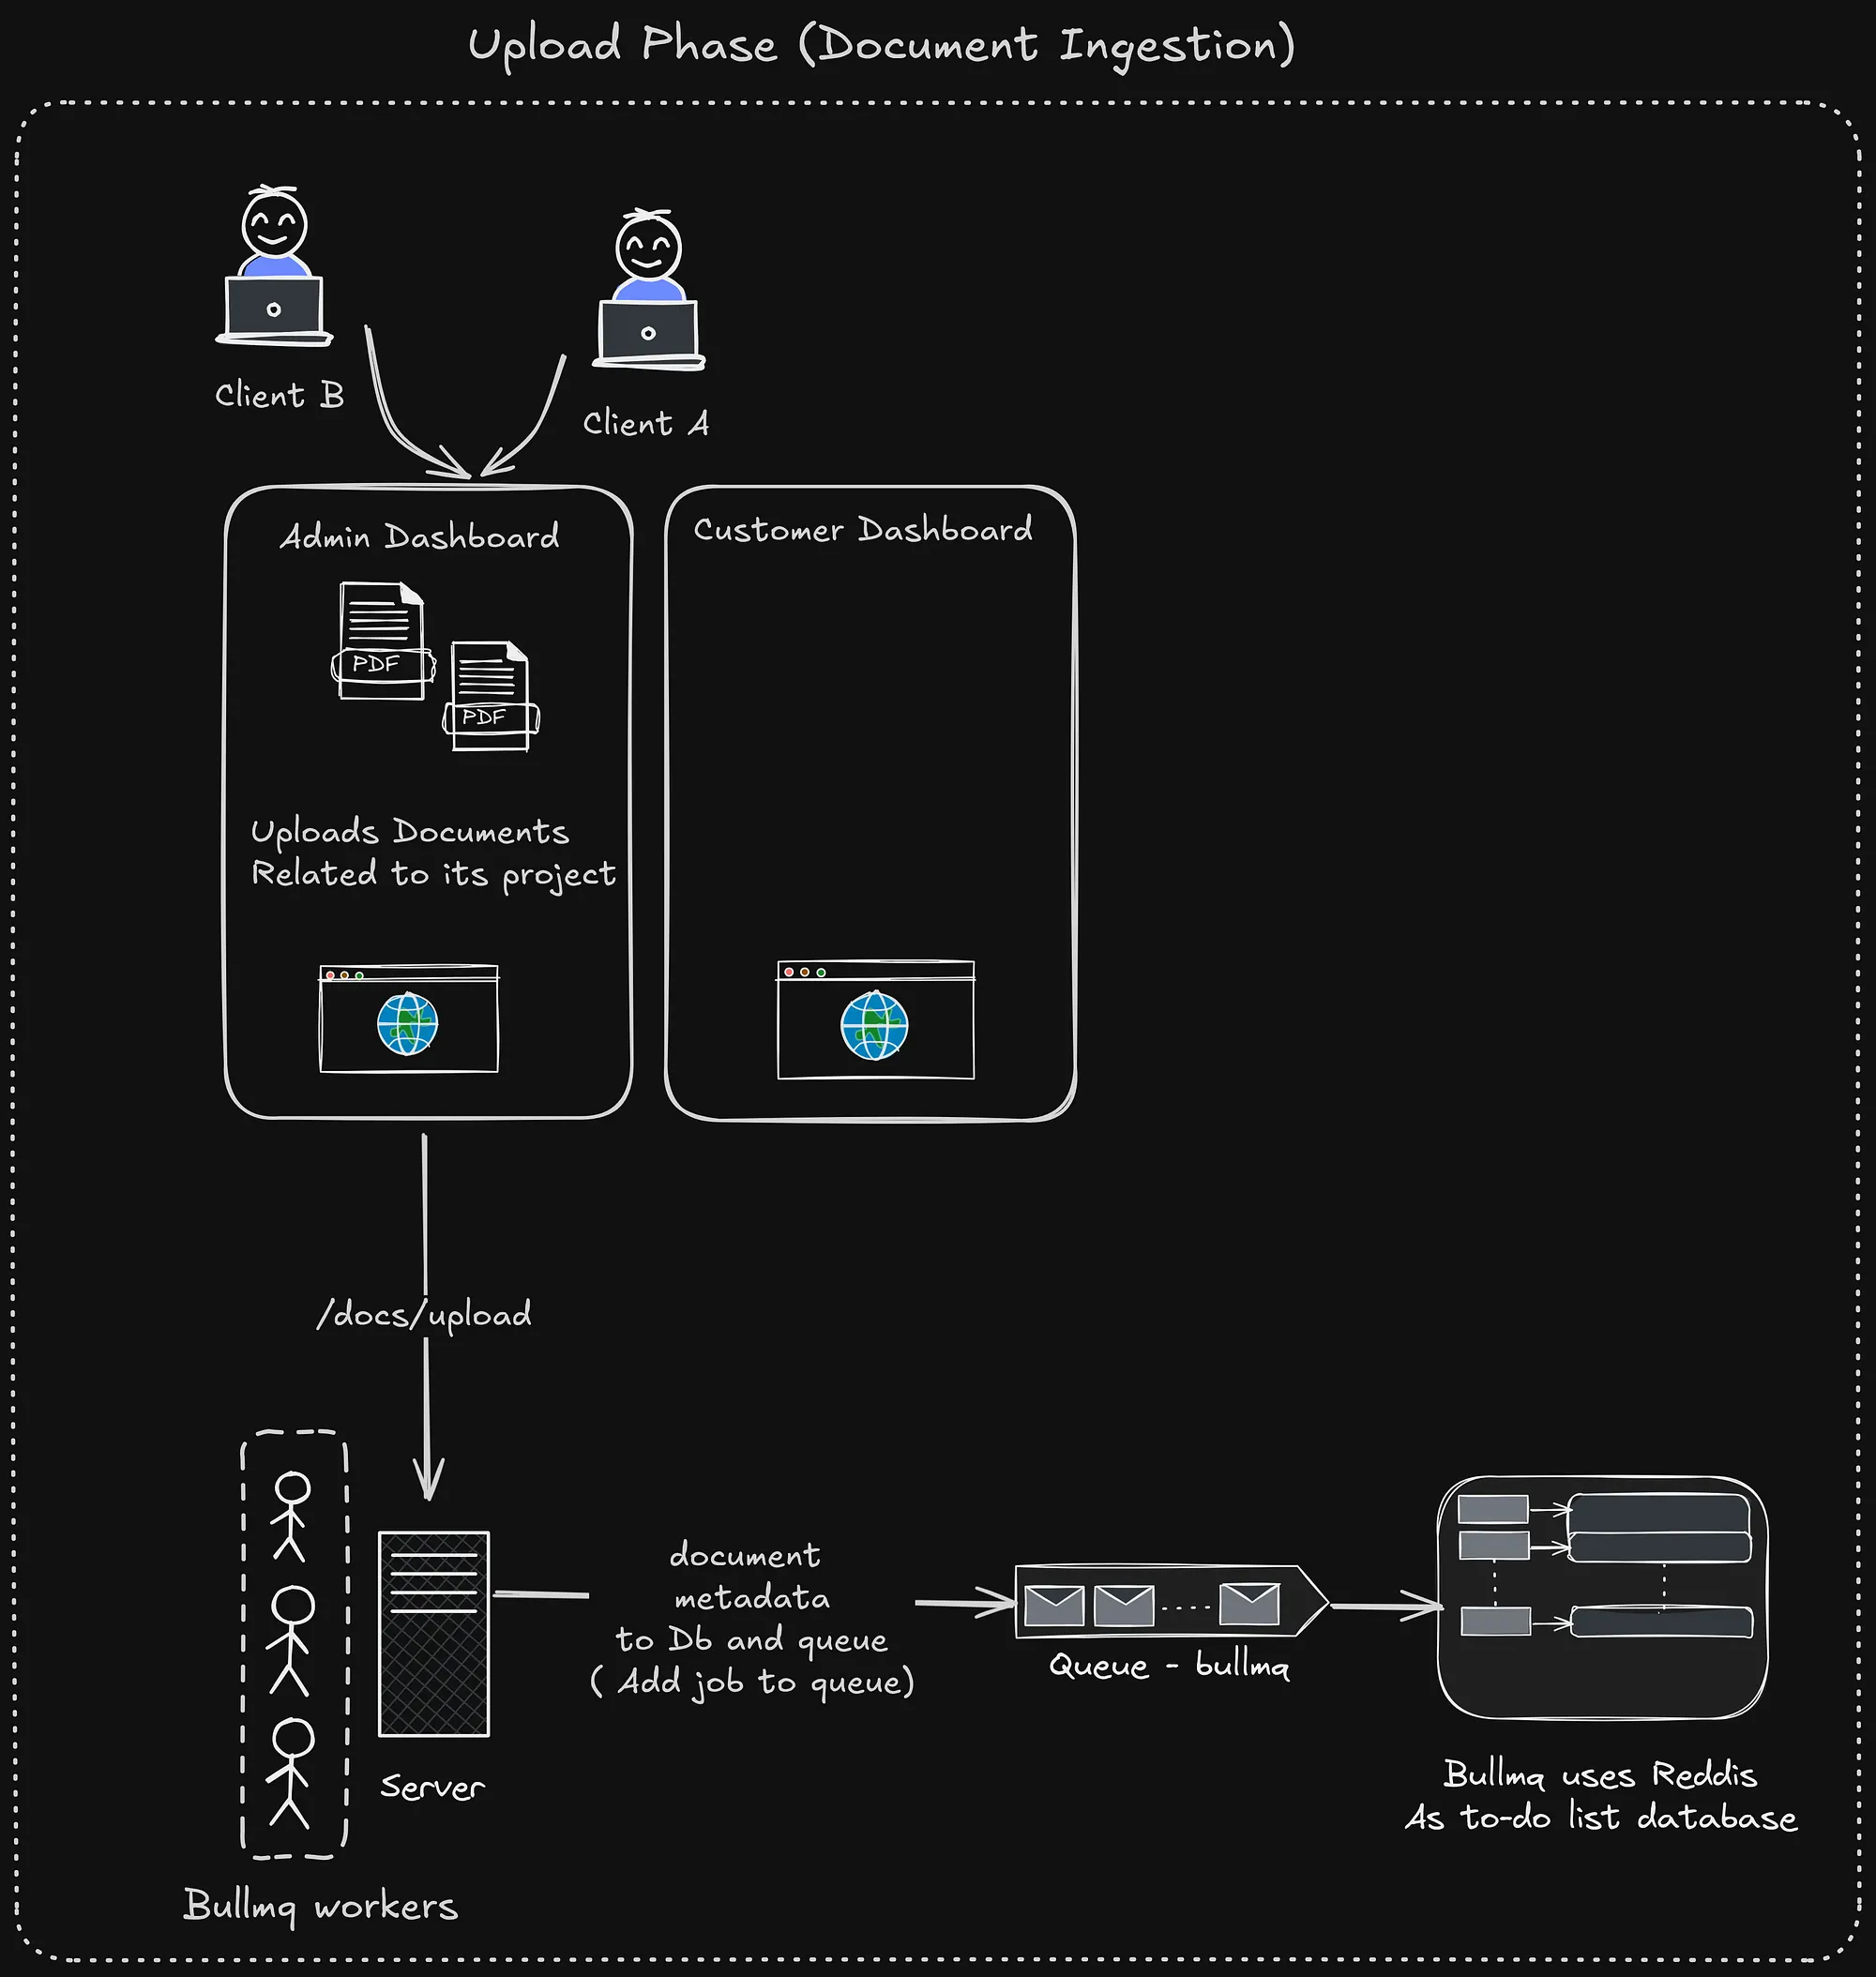 Upload Phase (Document Ingestion)
Client B
Client A
Admin Dashboard
Customer Dashboard
PDF
PDF
Uploads Documents
Related to its project
/docs/upload
document
metadata
to Db and queue
( Add job to queue)
Queue - bullmq
Server
Bullmq uses Reddis
As to-do list database
Bullmq workers